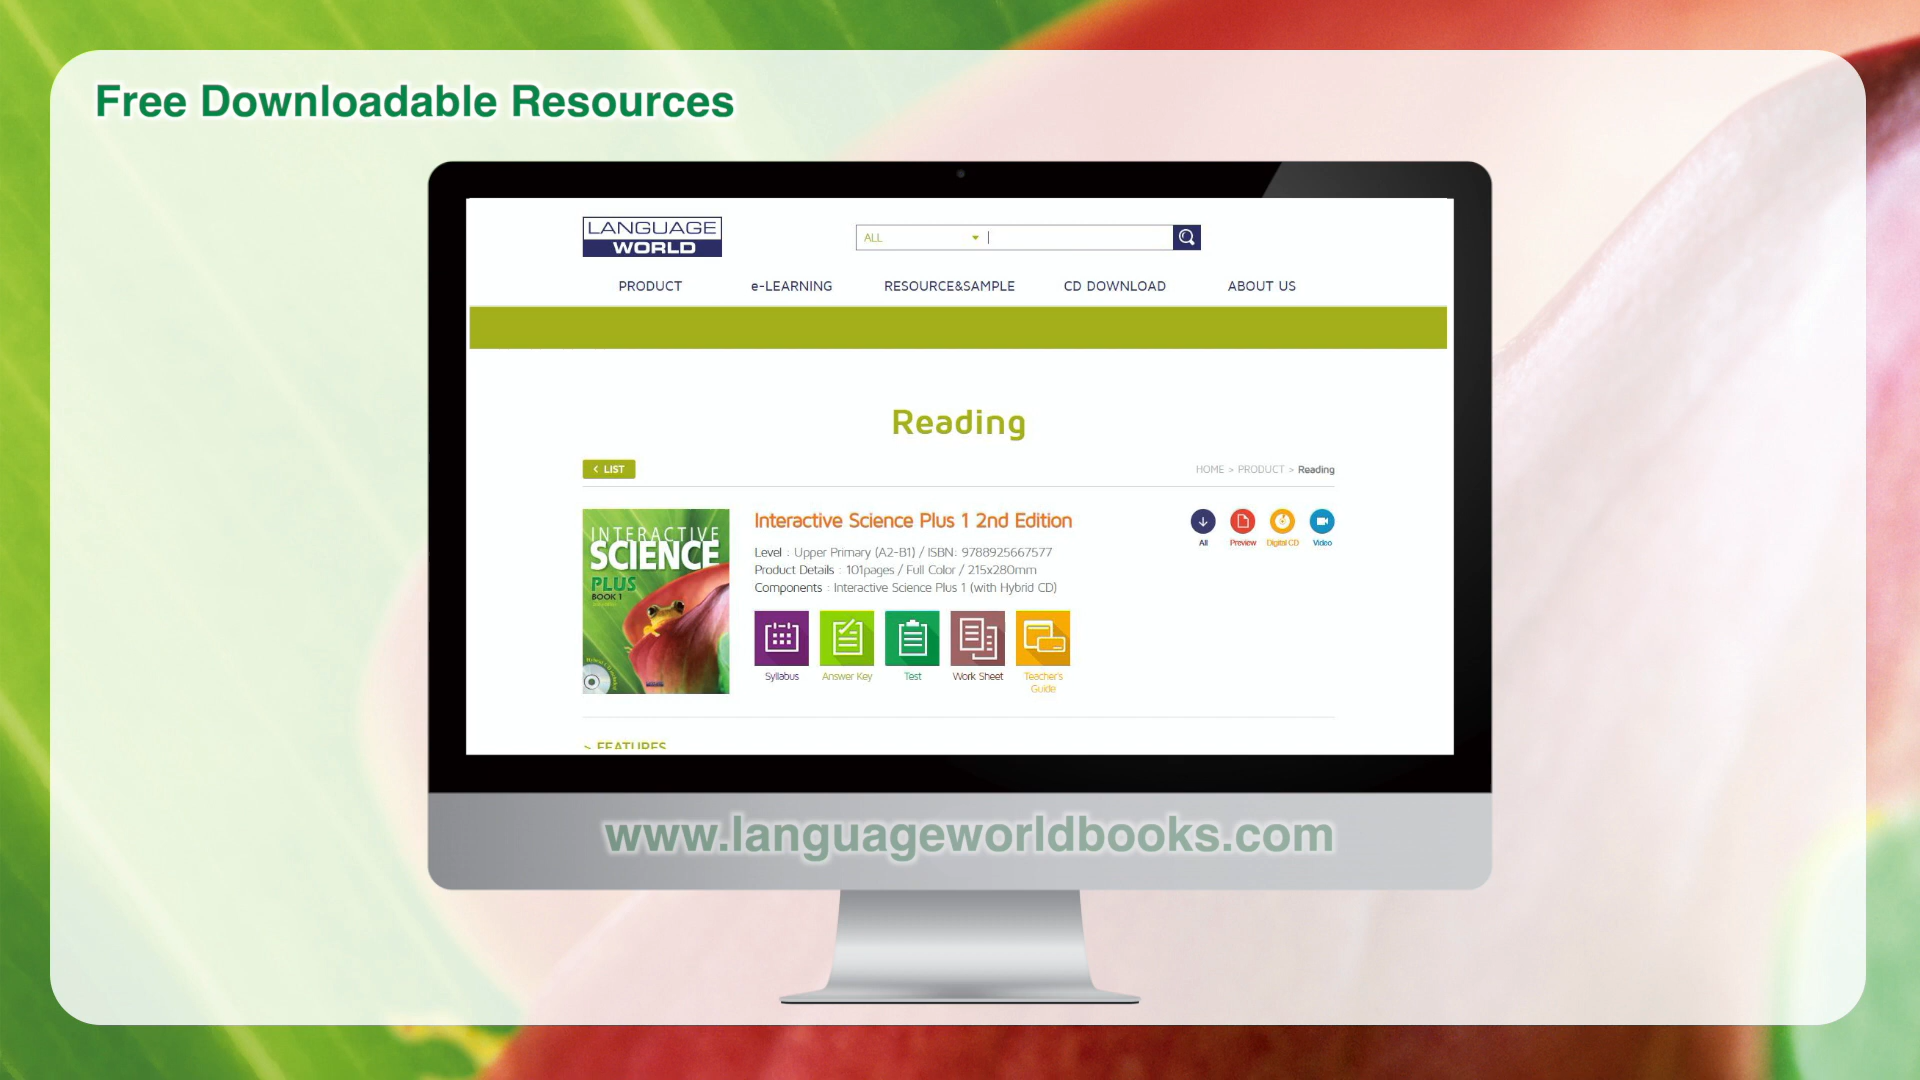 Free Downloadable Resources
LANGUAGE
WORLD
ALL
PRODUCT
e-LEARNING
RESOURCE&SAMPLE
CD DOWNLOAD
ABOUT US
Reading
< LIST
HOME > PRODUCT > Reading
INTERACTIVE
SCIENCE
PLUS
BOOK 1
Interactive Science Plus 1 2nd Edition
Level : Upper Primary (A2-B1) / ISBN: 9788925667577
Product Details : 101pages / Full Color / 215x280mm
Components : Interactive Science Plus 1 (with Hybrid CD)
All
Preview
Digital CD
Video
Syllabus
Answer Key
Test
Work Sheet
Teacher's
Guide
> FEATURES
www.languageworldbooks.com